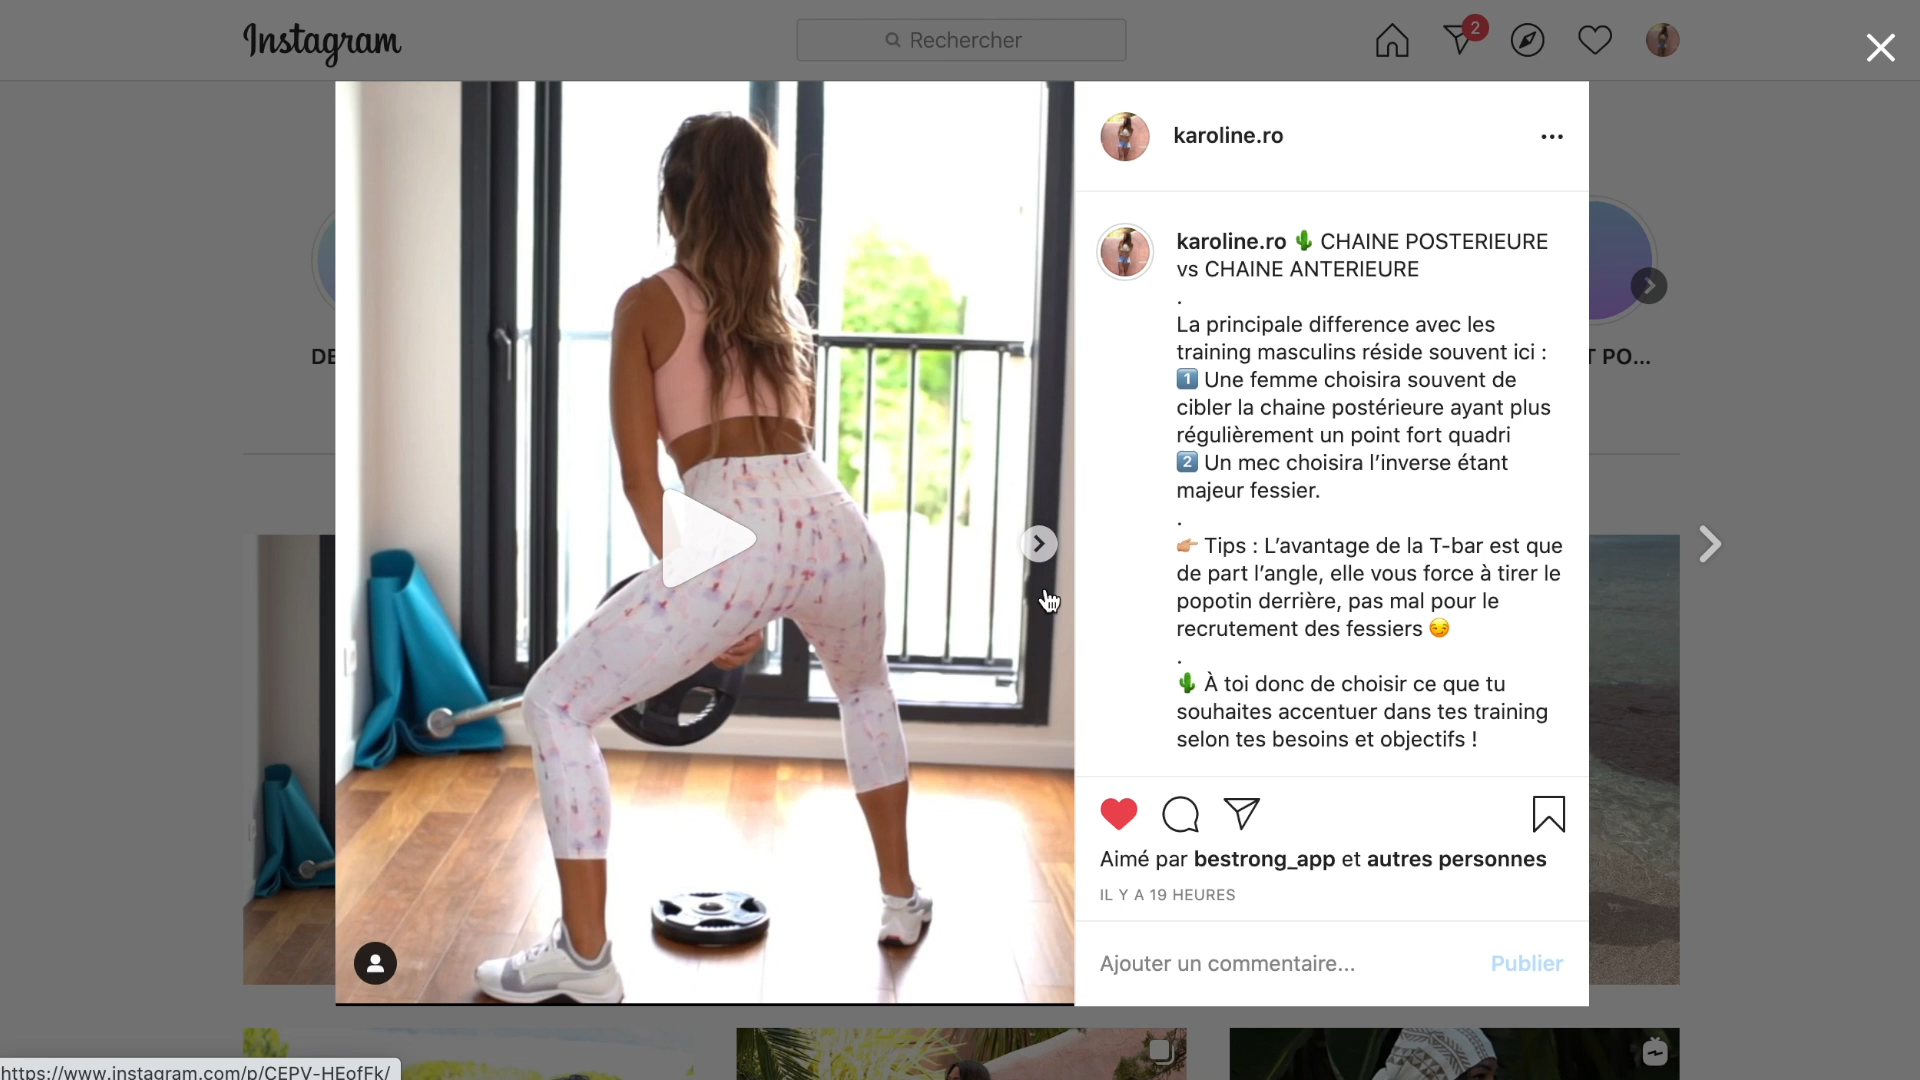 Instagram
Rechercher
2
karoline.ro
karoline.ro 🌵 CHAINE POSTERIEURE
vs CHAINE ANTERIEURE
.
La principale difference avec les
training masculins réside souvent ici :
1️⃣ Une femme choisira souvent de
cibler la chaine postérieure ayant plus
régulièrement un point fort quadri
2️⃣ Un mec choisira l’inverse étant
majeur fessier.
.
👉🏼 Tips : L’avantage de la T-bar est que
de part l’angle, elle vous force à tirer le
popotin derrière, pas mal pour le
recrutement des fessiers 😏
.
🌵 À toi donc de choisir ce que tu
souhaites accentuer dans tes training
selon tes besoins et objectifs !
DE
T PO...
Aimé par bestrong_app et autres personnes
IL Y A 19 HEURES
Ajouter un commentaire... Publier
https://www.instagram.com/p/CEPV-HEofFk/